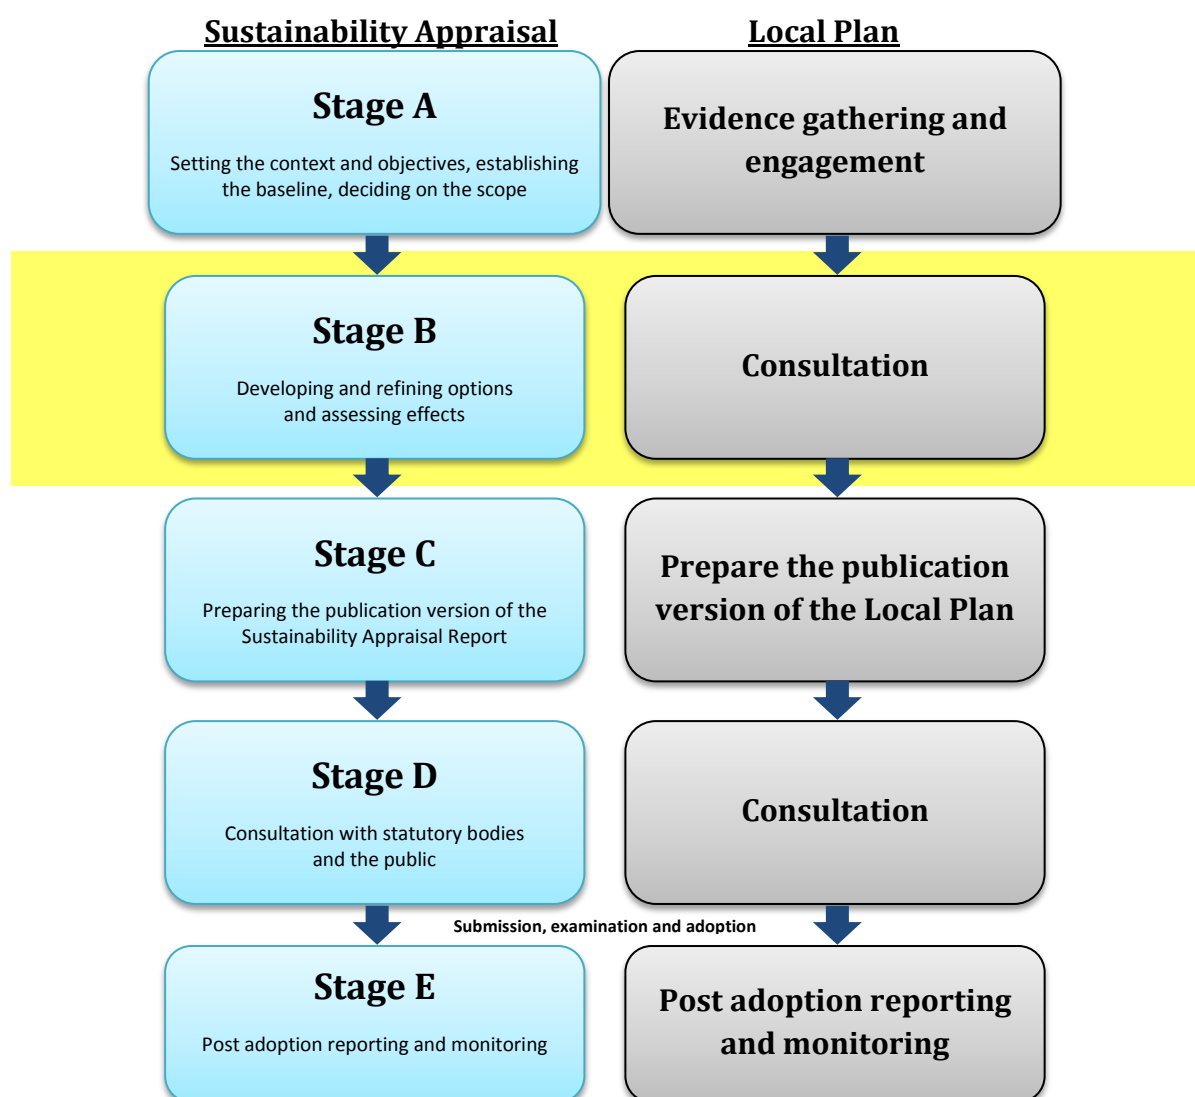 Sustainability Appraisal
Local Plan
Stage A
Setting the context and objectives, establishing
the baseline, deciding on the scope
Evidence gathering and
engagement
Stage B
Developing and refining options
and assessing effects
Consultation
Stage C
Preparing the publication version of the
Sustainability Appraisal Report
Prepare the publication
version of the Local Plan
Stage D
Consultation with statutory bodies
and the public
Consultation
Submission, examination and adoption
Stage E
Post adoption reporting and monitoring
Post adoption reporting
and monitoring